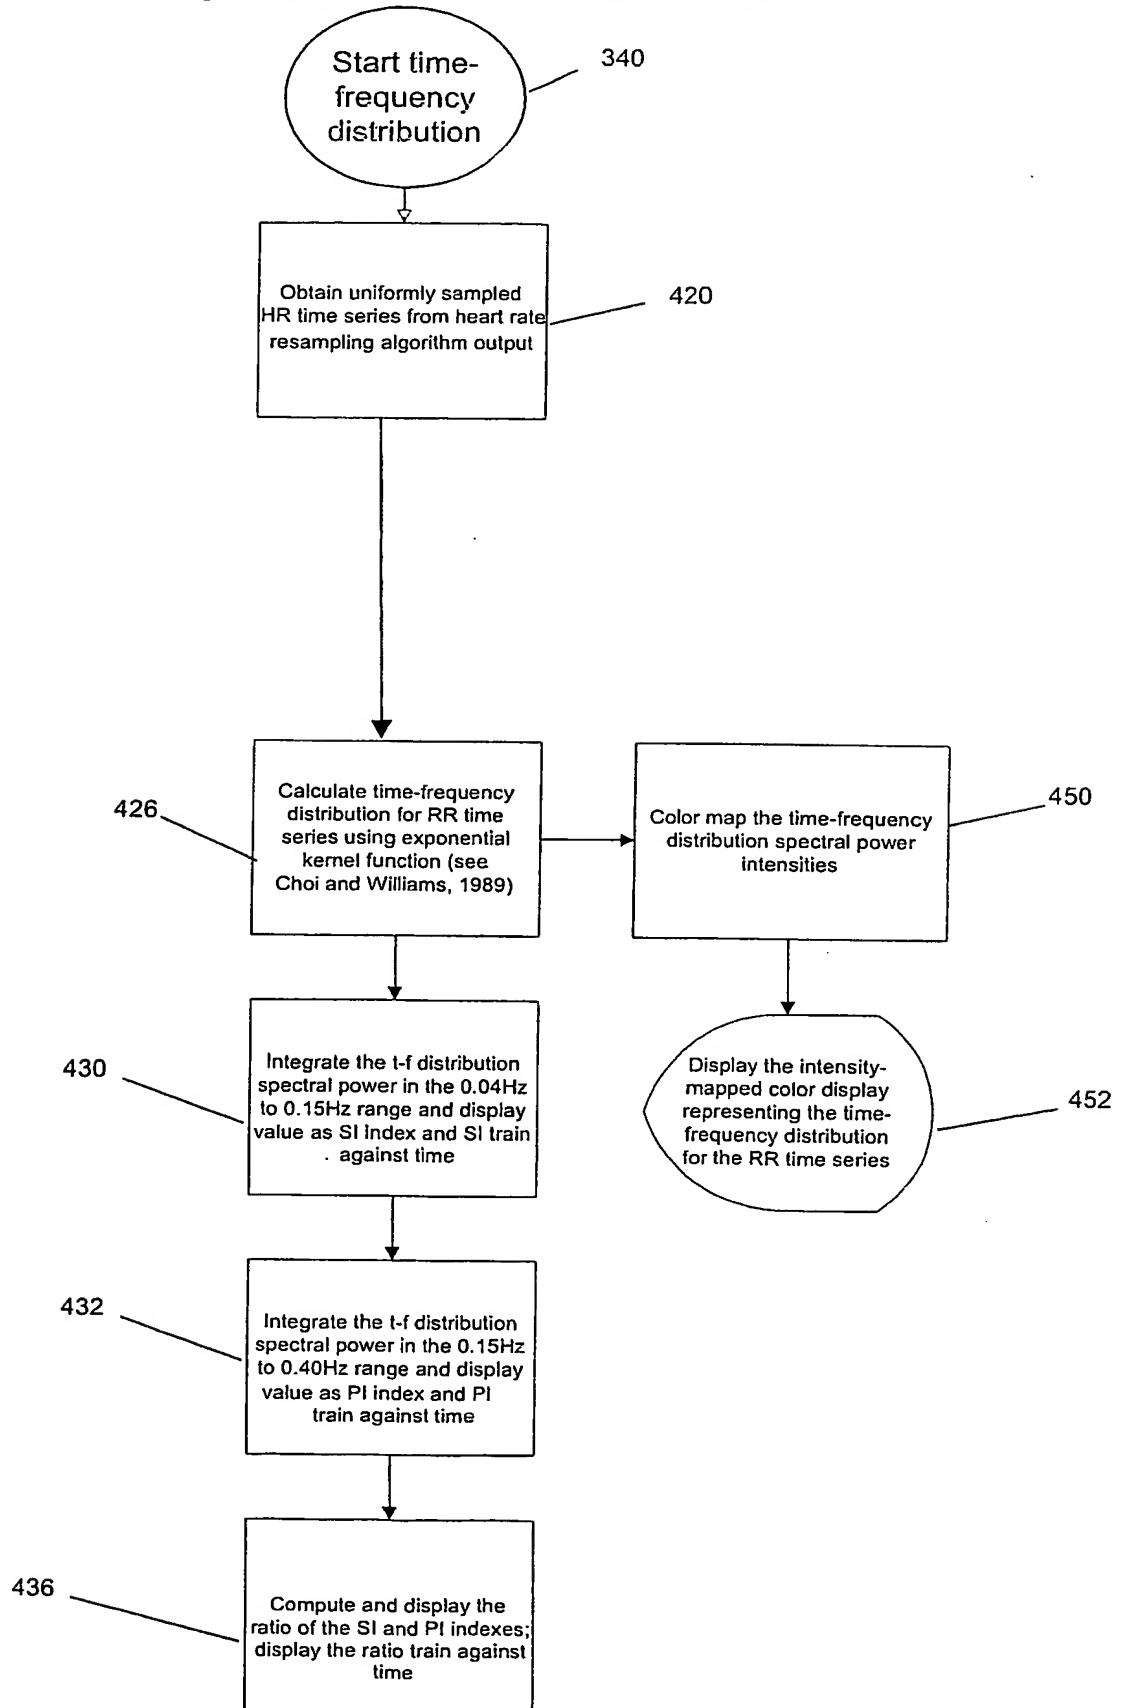 Start time-
frequency
distribution
340
Obtain uniformly sampled
HR time series from heart rate
resampling algorithm output
420
Calculate time-frequency
distribution for RR time
series using exponential
kernel function (see
Choi and Williams, 1989)
426
Color map the time-frequency
distribution spectral power
intensities
450
Integrate the t-f distribution
spectral power in the 0.04Hz
to 0.15Hz range and display
value as SI index and SI train
against time
430
Display the intensity-
mapped color display
representing the time-
frequency distribution
for the RR time series
452
Integrate the t-f distribution
spectral power in the 0.15Hz
to 0.40Hz range and display
value as PI index and PI
train against time
432
Compute and display the
ratio of the SI and PI indexes;
display the ratio train against
time
436